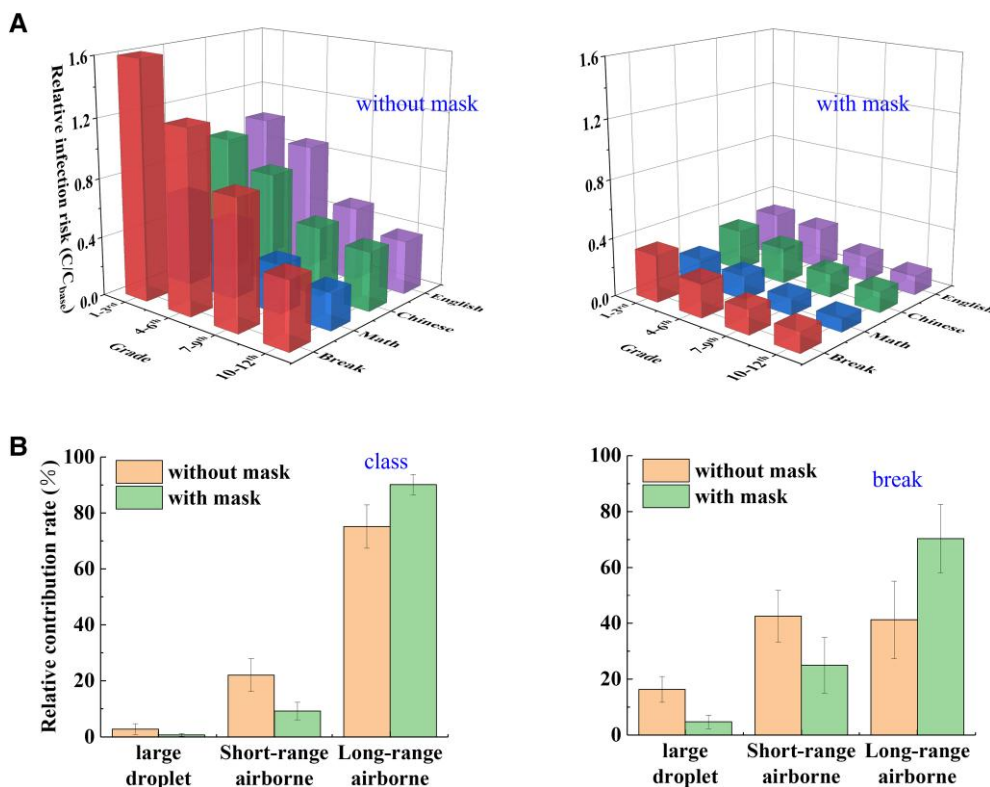 A
Relative infection risk (C/C_base)
1.6
1.2
0.8
0.4
0.0
without mask
1-3rd
4-6th
7-9th
10-12th
Grade
Break
Math
Chinese
English
1.6
1.2
0.8
0.4
0.0
with mask
1-3rd
4-6th
7-9th
10-12th
Grade
Break
Math
Chinese
English
B
Relative contribution rate (%)
100
80
60
40
20
0
without mask
with mask
class
large
droplet
Short-range
airborne
Long-range
airborne
100
80
60
40
20
0
without mask
with mask
break
large
droplet
Short-range
airborne
Long-range
airborne